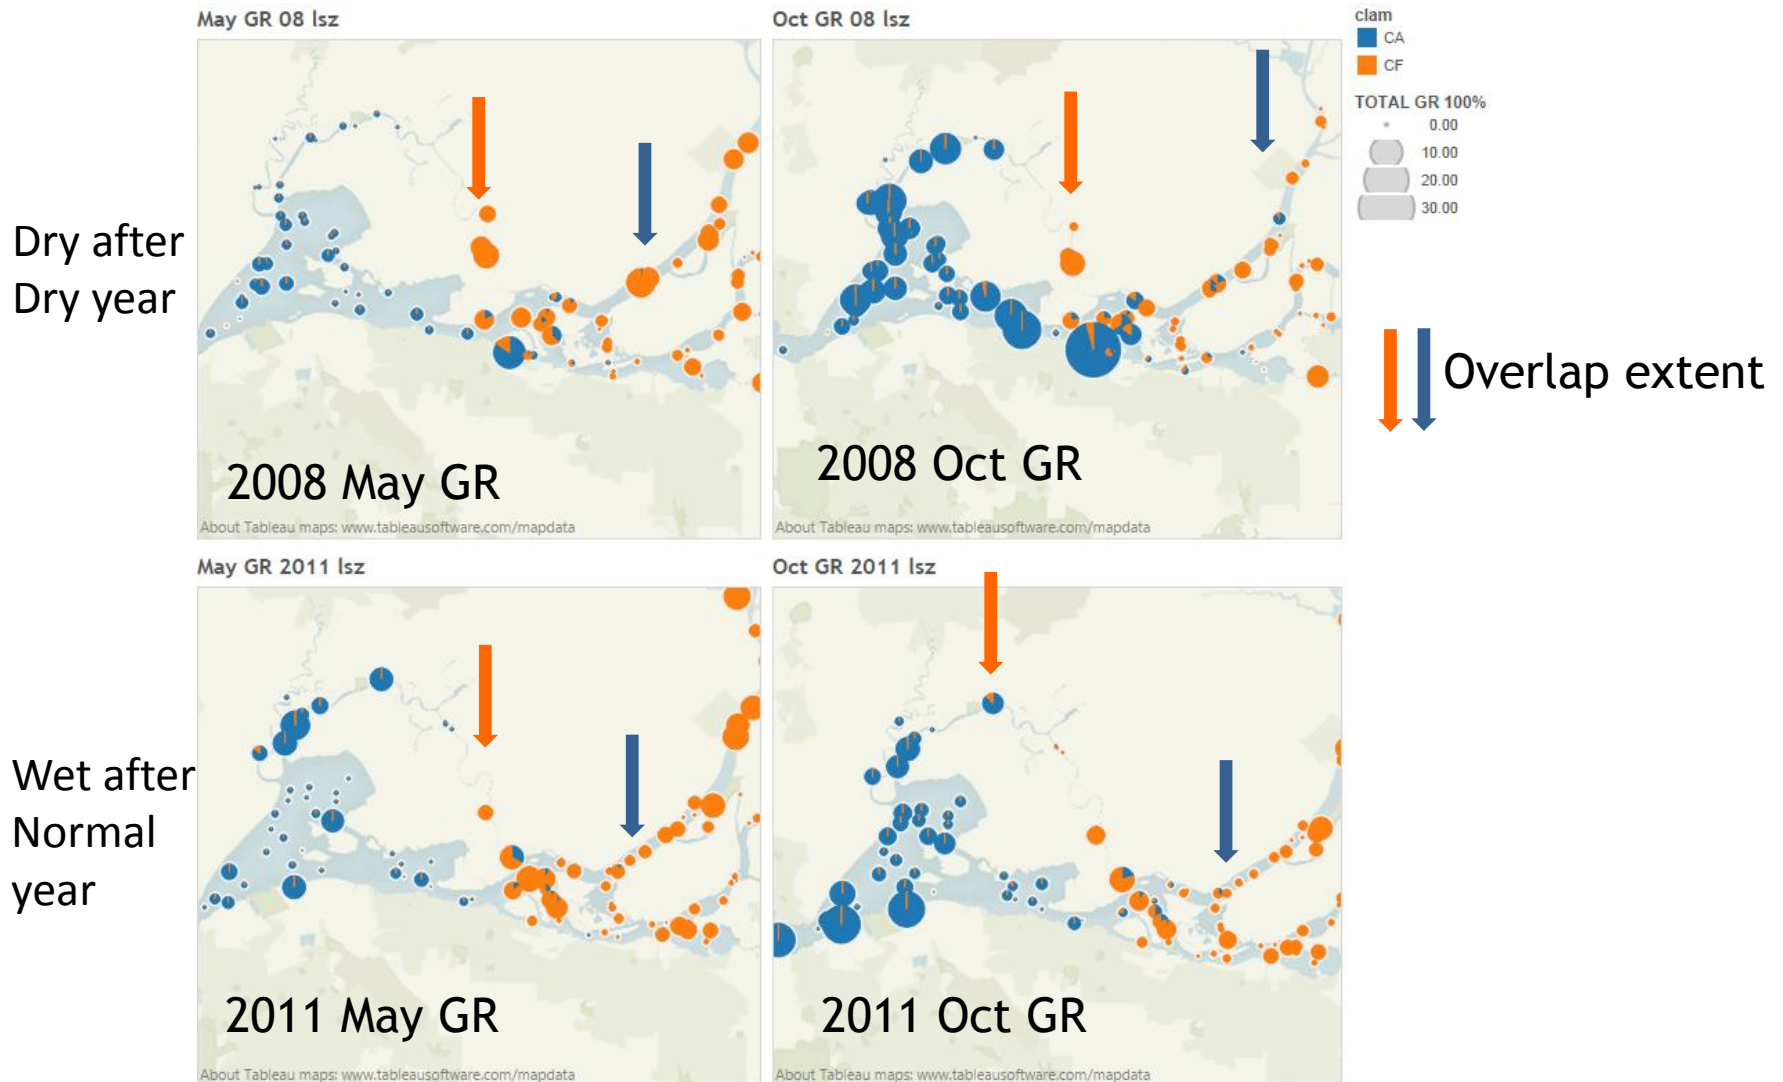 May GR 08 lsz
Oct GR 08 lsz
clam
CA
CF
TOTAL GR 100%
0.00
10.00
20.00
30.00
Dry after
Dry year
Overlap extent
2008 May GR
2008 Oct GR
About Tableau maps: www.tableausoftware.com/mapdata
About Tableau maps: www.tableausoftware.com/mapdata
May GR 2011 lsz
Oct GR 2011 lsz
Wet after
Normal
year
2011 May GR
2011 Oct GR
About Tableau maps: www.tableausoftware.com/mapdata
About Tableau maps: www.tableausoftware.com/mapdata